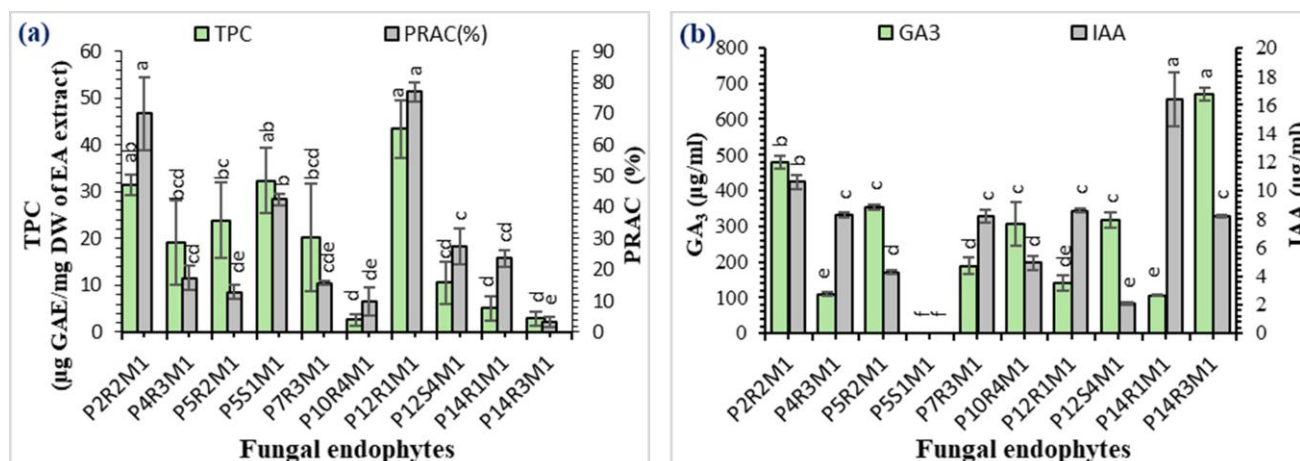 (a)
TPC
PRAC(%)
60
50
40
30
20
10
0
TPC
(µg GAE/mg DW of EA extract)
90
80
70
60
50
40
30
20
10
0
PRAC (%)
ab
a
bcd
cd
bc
de
ab
b
bcd
cde
d
de
a
a
cd
c
d
cd
d
e
P2R2M1
P4R3M1
P5R2M1
P5S1M1
P7R3M1
P10R4M1
P12R1M1
P12S4M1
P14R1M1
P14R3M1
Fungal endophytes
(b)
GA3
IAA
800
700
600
500
400
300
200
100
0
GA₃ (µg/ml)
20
18
16
14
12
10
8
6
4
2
0
IAA (µg/ml)
b
b
e
c
c
d
f
f
d
c
c
d
de
c
c
e
e
a
a
c
P2R2M1
P4R3M1
P5R2M1
P5S1M1
P7R3M1
P10R4M1
P12R1M1
P12S4M1
P14R1M1
P14R3M1
Fungal endophytes